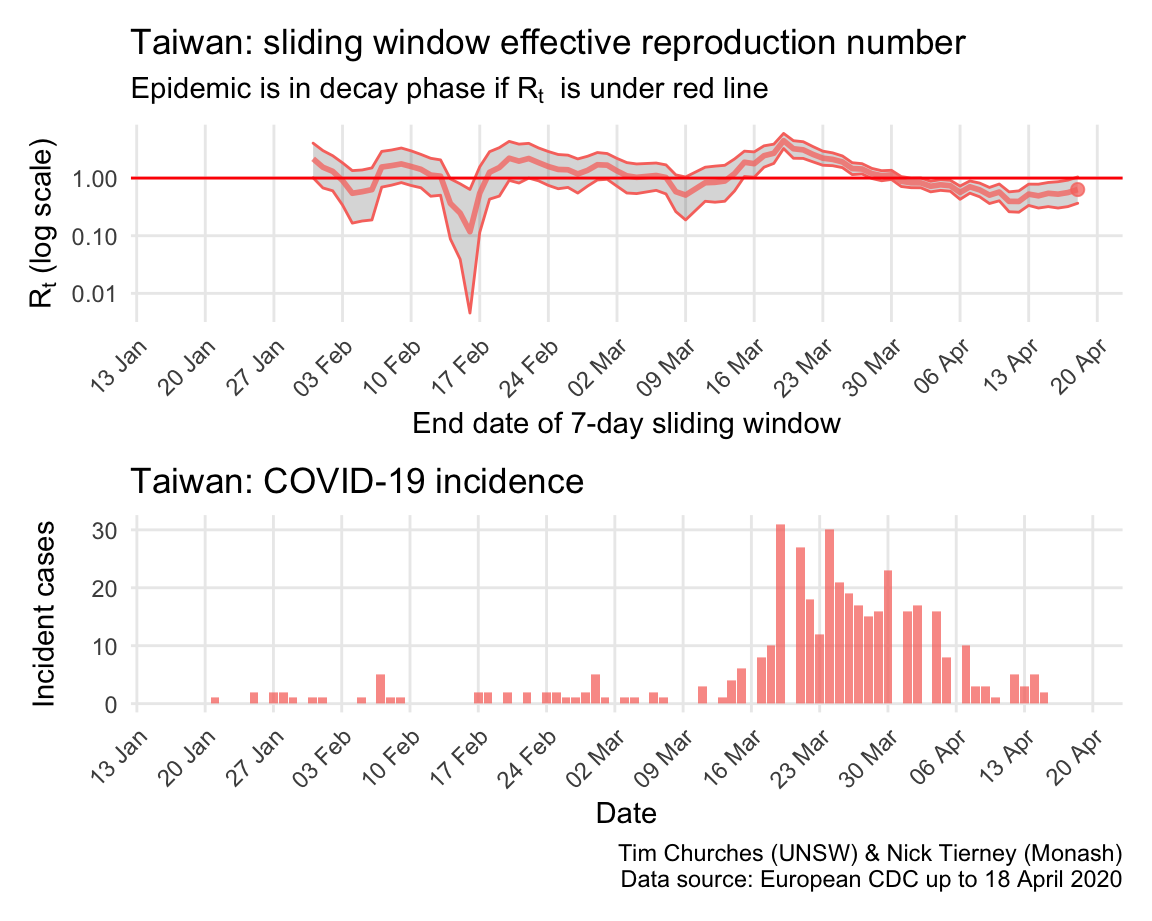 Taiwan: sliding window effective reproduction number
Epidemic is in decay phase if Rt is under red line
Rt (log scale)
1.00
0.10
0.01
13 Jan
20 Jan
27 Jan
03 Feb
10 Feb
17 Feb
24 Feb
02 Mar
09 Mar
16 Mar
23 Mar
30 Mar
06 Apr
13 Apr
20 Apr
End date of 7-day sliding window
Taiwan: COVID-19 incidence
Incident cases
30
20
10
0
13 Jan
20 Jan
27 Jan
03 Feb
10 Feb
17 Feb
24 Feb
02 Mar
09 Mar
16 Mar
23 Mar
30 Mar
06 Apr
13 Apr
20 Apr
Date
Tim Churches (UNSW) & Nick Tierney (Monash)
Data source: European CDC up to 18 April 2020